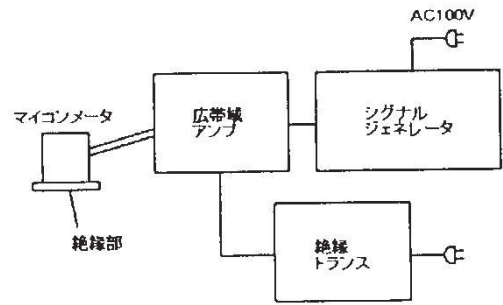 AC100V
マイコンメータ
広帯域
アンプ
シグナル
ジェネレータ
絶縁部
絶縁
トランス